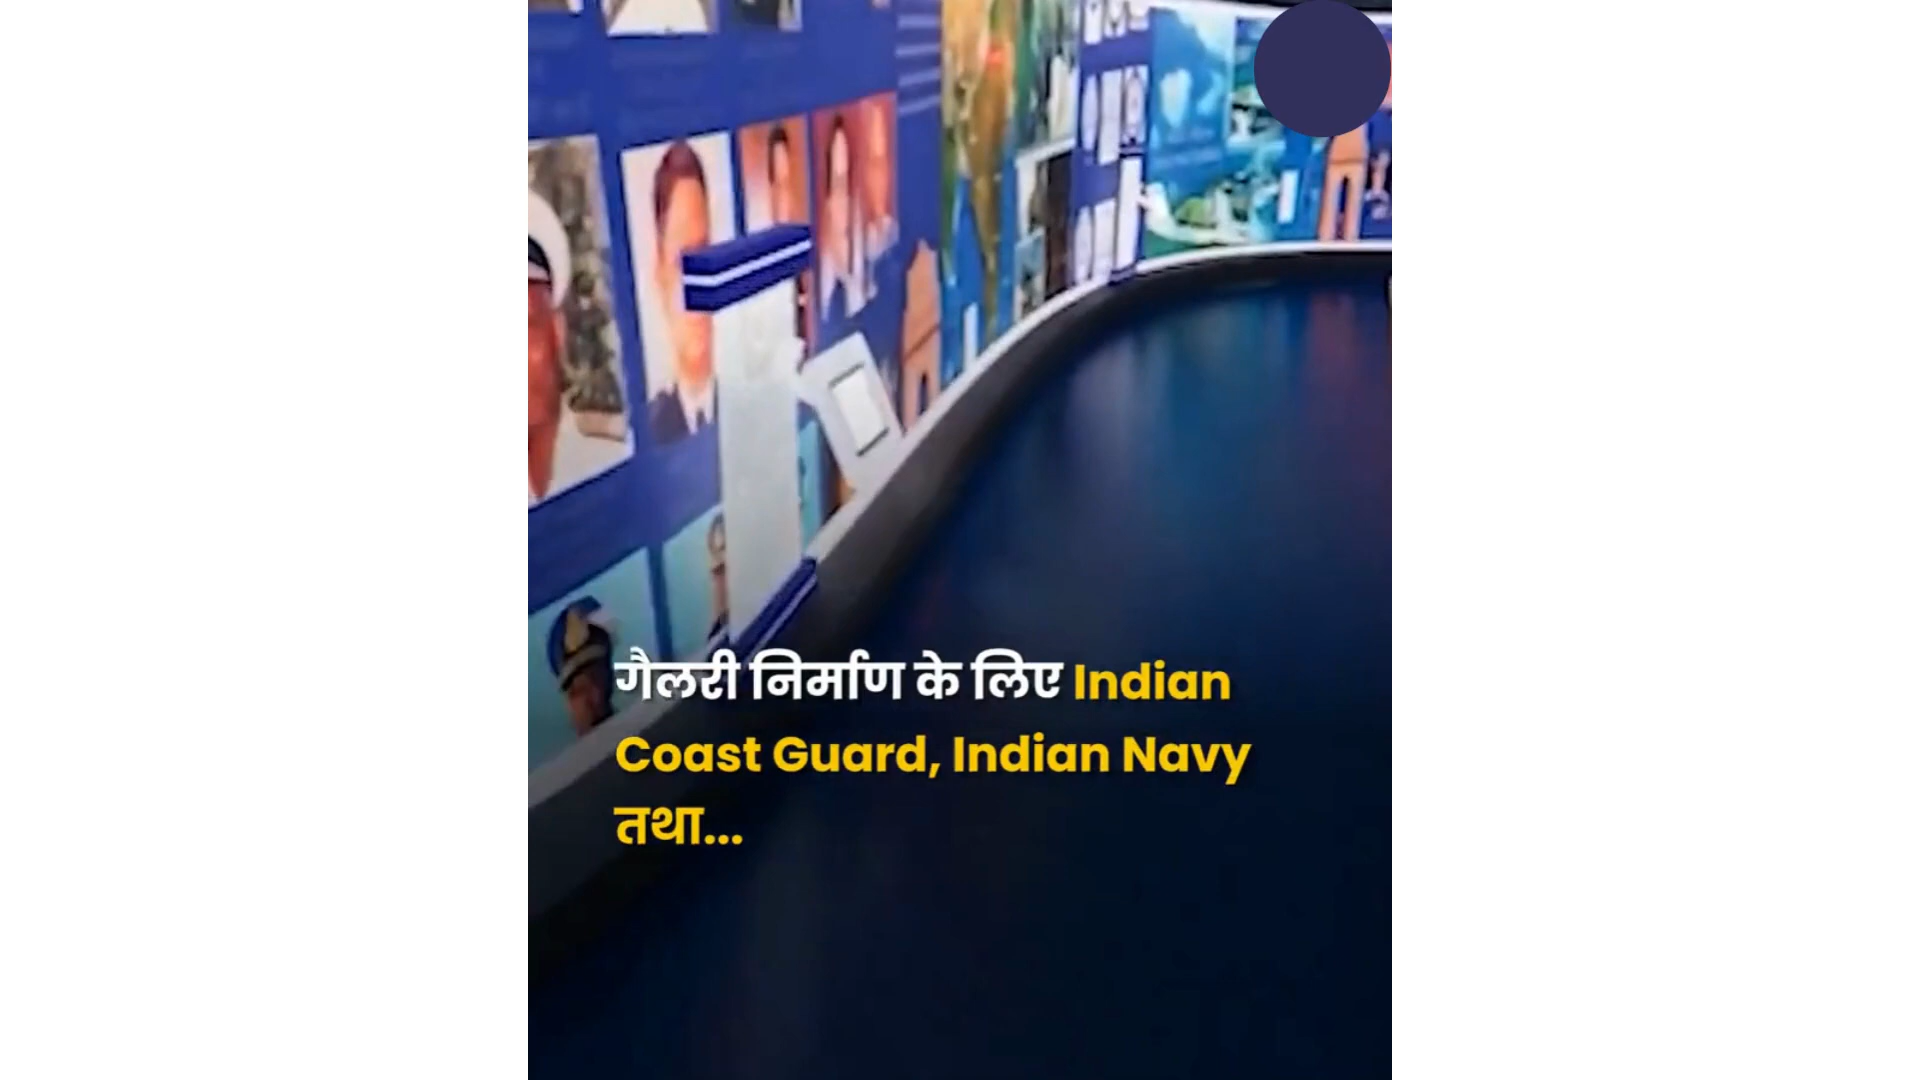 गैलरी निर्माण के लिए Indian
Coast Guard, Indian Navy
तथा...